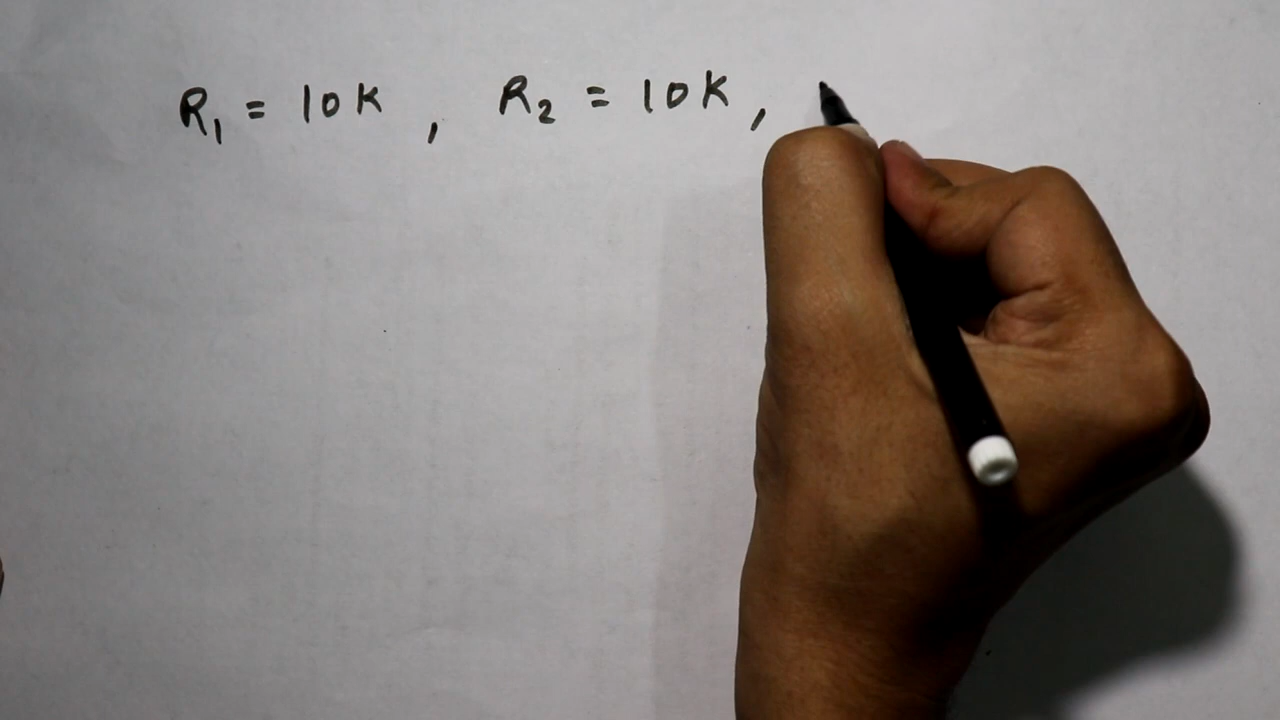 R₁ = 10K , R₂ = 10K ,